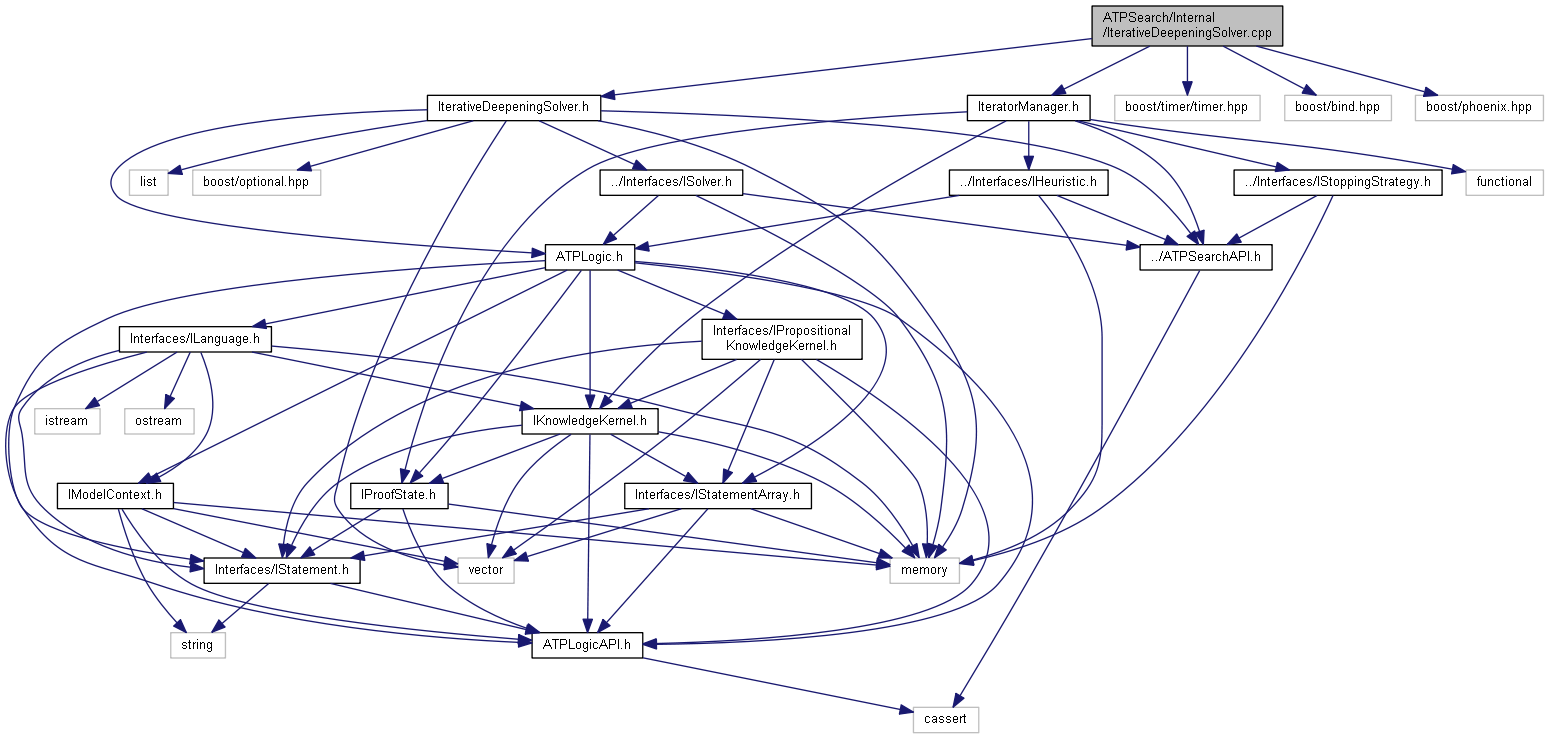 ATPSearch/Internal
/IterativeDeepeningSolver.cpp
IterativeDeepeningSolver.h
IteratorManager.h
boost/timer/timer.hpp
boost/bind.hpp
boost/phoenix.hpp
list
boost/optional.hpp
../Interfaces/ISolver.h
../Interfaces/IHeuristic.h
../Interfaces/IStoppingStrategy.h
functional
ATPLogic.h
../ATPSearchAPI.h
Interfaces/ILanguage.h
Interfaces/IPropositional
KnowledgeKernel.h
istream
ostream
IKnowledgeKernel.h
IModelContext.h
IProofState.h
Interfaces/IStatementArray.h
Interfaces/IStatement.h
vector
memory
string
ATPLogicAPI.h
cassert